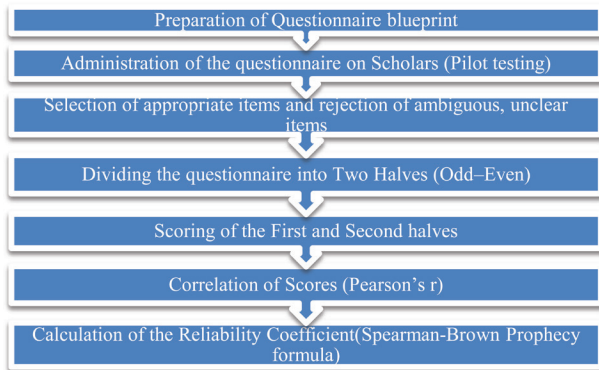 Preparation of Questionnaire blueprint
Administration of the questionnaire on Scholars (Pilot testing)
Selection of appropriate items and rejection of ambiguous, unclear
items
Dividing the questionnaire into Two Halves (Odd–Even)
Scoring of the First and Second halves
Correlation of Scores (Pearson’s r)
Calculation of the Reliability Coefficient(Spearman-Brown Prophecy
formula)